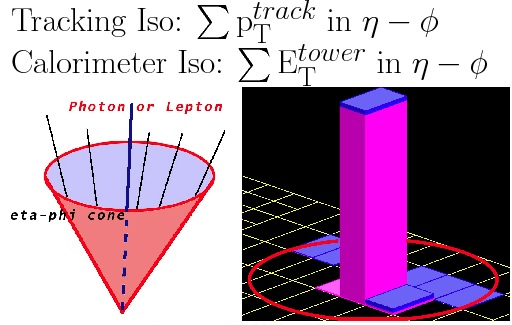 Tracking Iso: ∑ p_T^{track} in η − φ
Calorimeter Iso: ∑ E_T^{tower} in η − φ
Photon or Lepton
eta-phi cone